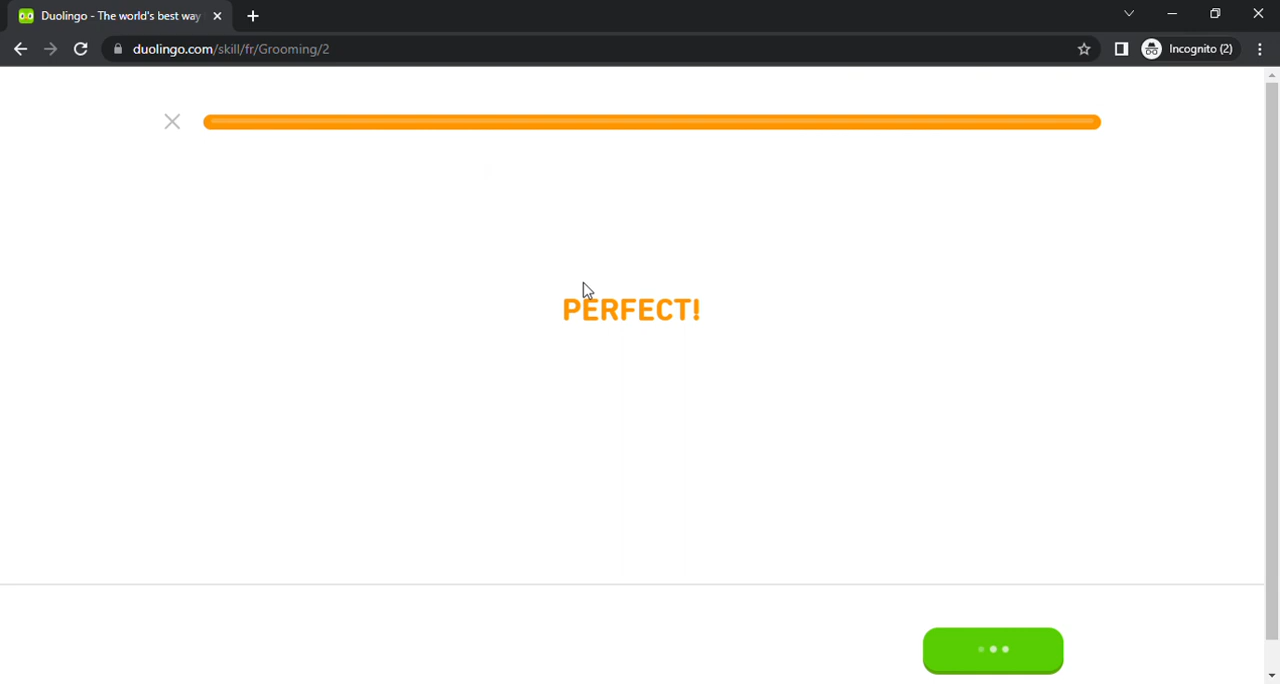 Duolingo - The world's best way
duolingo.com/skill/fr/Grooming/2
Incognito (2)
PERFECT!